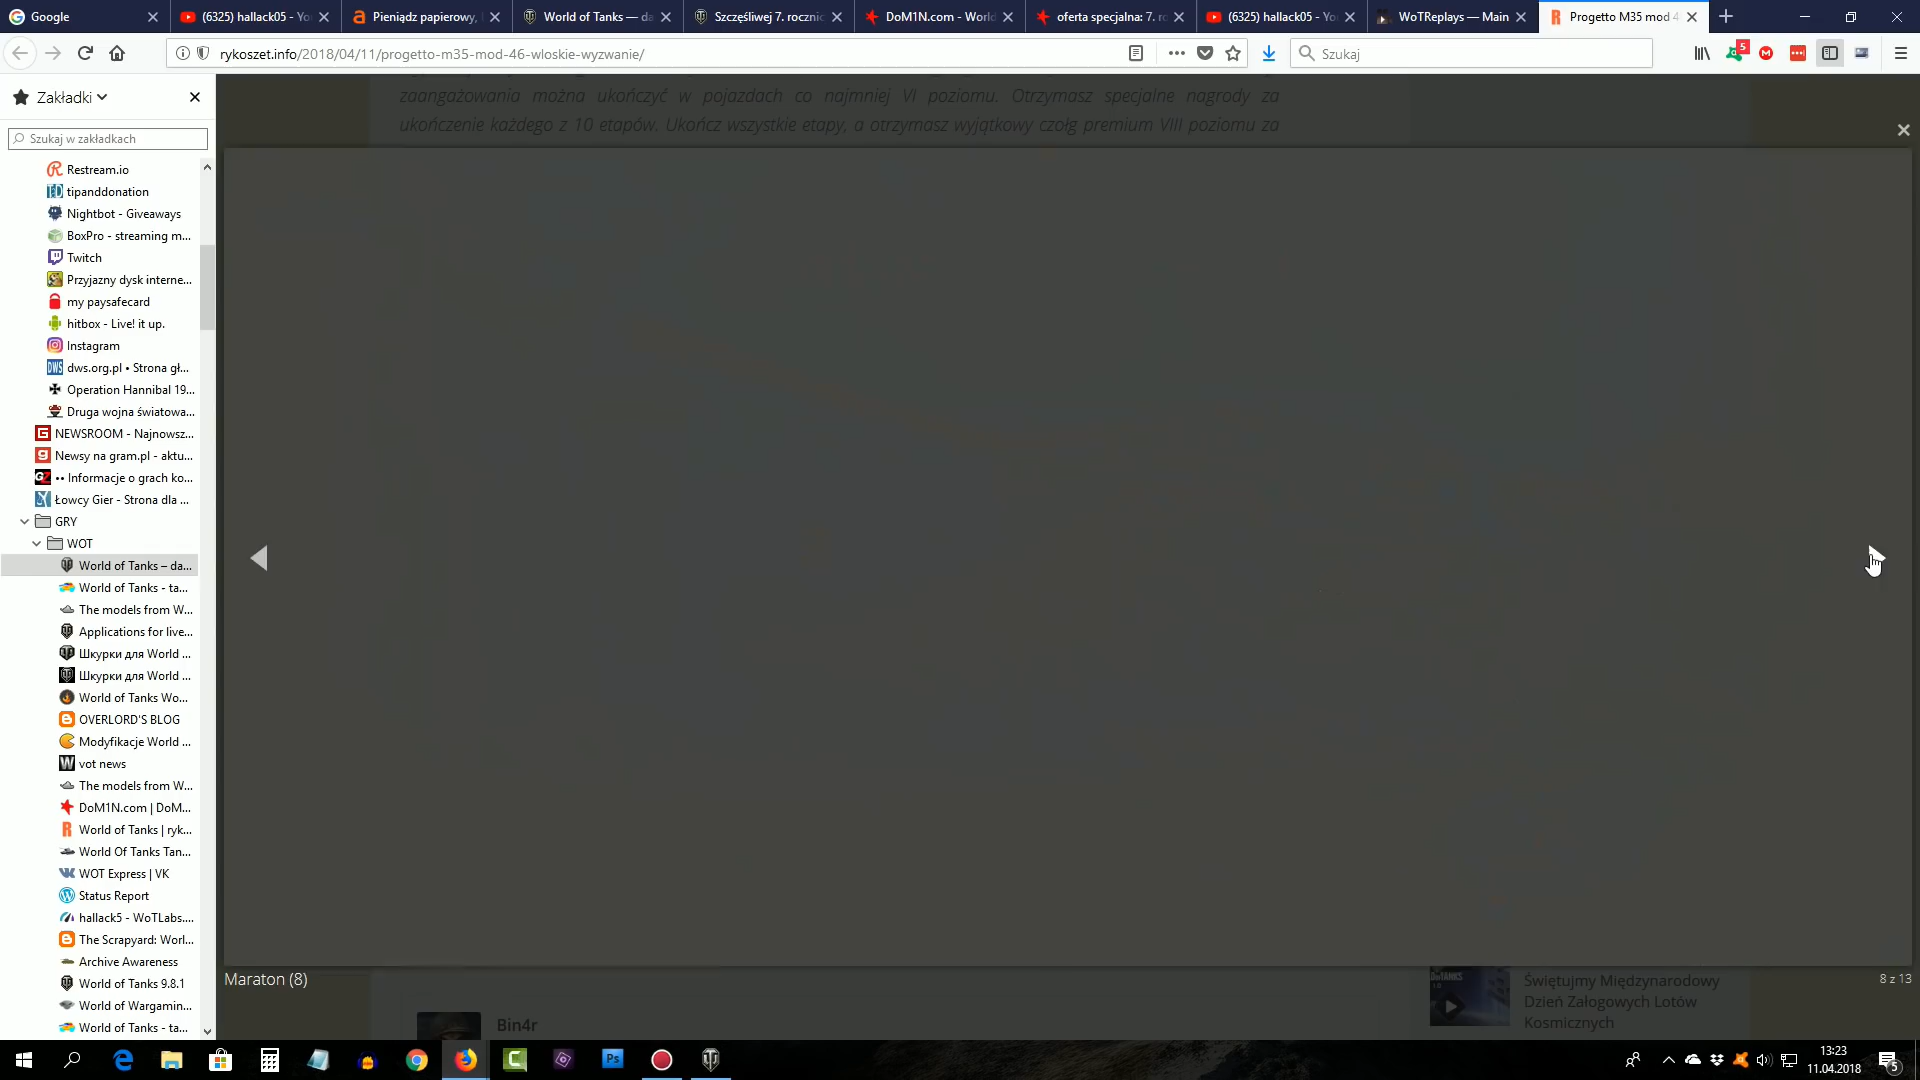 Google
(6325) hallack05 - Yo
Pieniądz papierowy,
World of Tanks — da
Szczęśliwej 7. rocznic
DoM1N.com - World
oferta specjalna: 7. ro
(6325) hallack05 - Yo
WoTReplays — Main
Progetto M35 mod 4
rykoszet.info/2018/04/11/progetto-m35-mod-46-wloskie-wyzwanie/
Szukaj
5
Zakładki
Szukaj w zakładkach
Restream.io
tipanddonation
Nightbot - Giveaways
BoxPro - streaming m...
Twitch
Przyjazny dysk interne...
my paysafecard
hitbox - Live! it up.
Instagram
dws.org.pl • Strona gł...
Operation Hannibal 19...
Druga wojna światowa...
NEWSROOM - Najnowsz...
Newsy na gram.pl - aktu...
•• Informacje o grach ko...
Łowcy Gier - Strona dla ...
GRY
WOT
World of Tanks – da...
World of Tanks - ta...
The models from W...
Applications for live...
Шкурки для World ...
Шкурки для World ...
World of Tanks Wo...
OVERLORD'S BLOG
Modyfikacje World ...
vot news
The models from W...
DoM1N.com | DoM...
World of Tanks | ryk...
World Of Tanks Tan...
WOT Express | VK
Status Report
hallack5 - WoTLabs....
The Scrapyard: Worl...
Archive Awareness
World of Tanks 9.8.1
World of Wargamin...
World of Tanks - ta...
zaangażowania można ukończyć w pojazdach co najmniej VI poziomu. Otrzymasz specjalne nagrody za
ukończenie każdego z 10 etapów. Ukończ wszystkie etapy, a otrzymasz wyjątkowy czołg premium VIII poziomu za
Maraton (8)
8 z 13
Bin4r
Świętujmy Międzynarodowy
Dzień Załogowych Lotów
Kosmicznych
13:23
11.04.2018
5